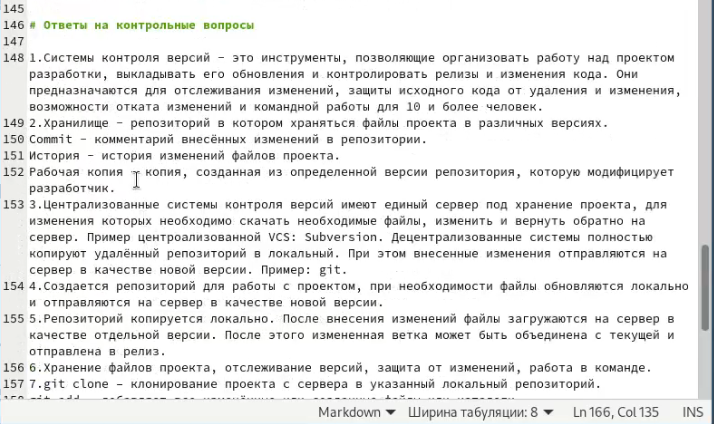 145
146 # Ответы на контрольные вопросы
147
148 1.Системы контроля версий - это инструменты, позволяющие организовать работу над проектом
разработки, выкладывать его обновления и контролировать релизы и изменения кода. Они
предназначаются для отслеживания изменений, защиты исходного кода от удаления и изменения,
возможности отката изменений и командной работы для 10 и более человек.
149 2.Хранилище - репозиторий в котором храняться файлы проекта в различных версиях.
150 Commit - комментарий внесённых изменений в репозитории.
151 История - история изменений файлов проекта.
152 Рабочая копия - копия, созданная из определенной версии репозитория, которую модифицирует
разработчик.
153 3.Централизованные системы контроля версий имеют единый сервер под хранение проекта, для
изменения которых необходимо скачать необходимые файлы, изменить и вернуть обратно на
сервер. Пример центроализованной VCS: Subversion. Децентрализованные системы полностью
копируют удалённый репозиторий в локальный. При этом внесенные изменения отправляются на
сервер в качестве новой версии. Пример: git.
154 4.Создается репозиторий для работы с проектом, при необходимости файлы обновляются локально
и отправляются на сервер в качестве новой версии.
155 5.Репозиторий копируется локально. После внесения изменений файлы загружаются на сервер в
качестве отдельной версии. После этого измененная ветка может быть объединена с текущей и
отправлена в релиз.
156 6.Хранение файлов проекта, отслеживание версий, защита от изменений, работа в команде.
157 7.git clone - клонирование проекта с сервера в указанный локальный репозиторий.
Markdown Ширина табуляции: 8 Ln 166, Col 135 INS